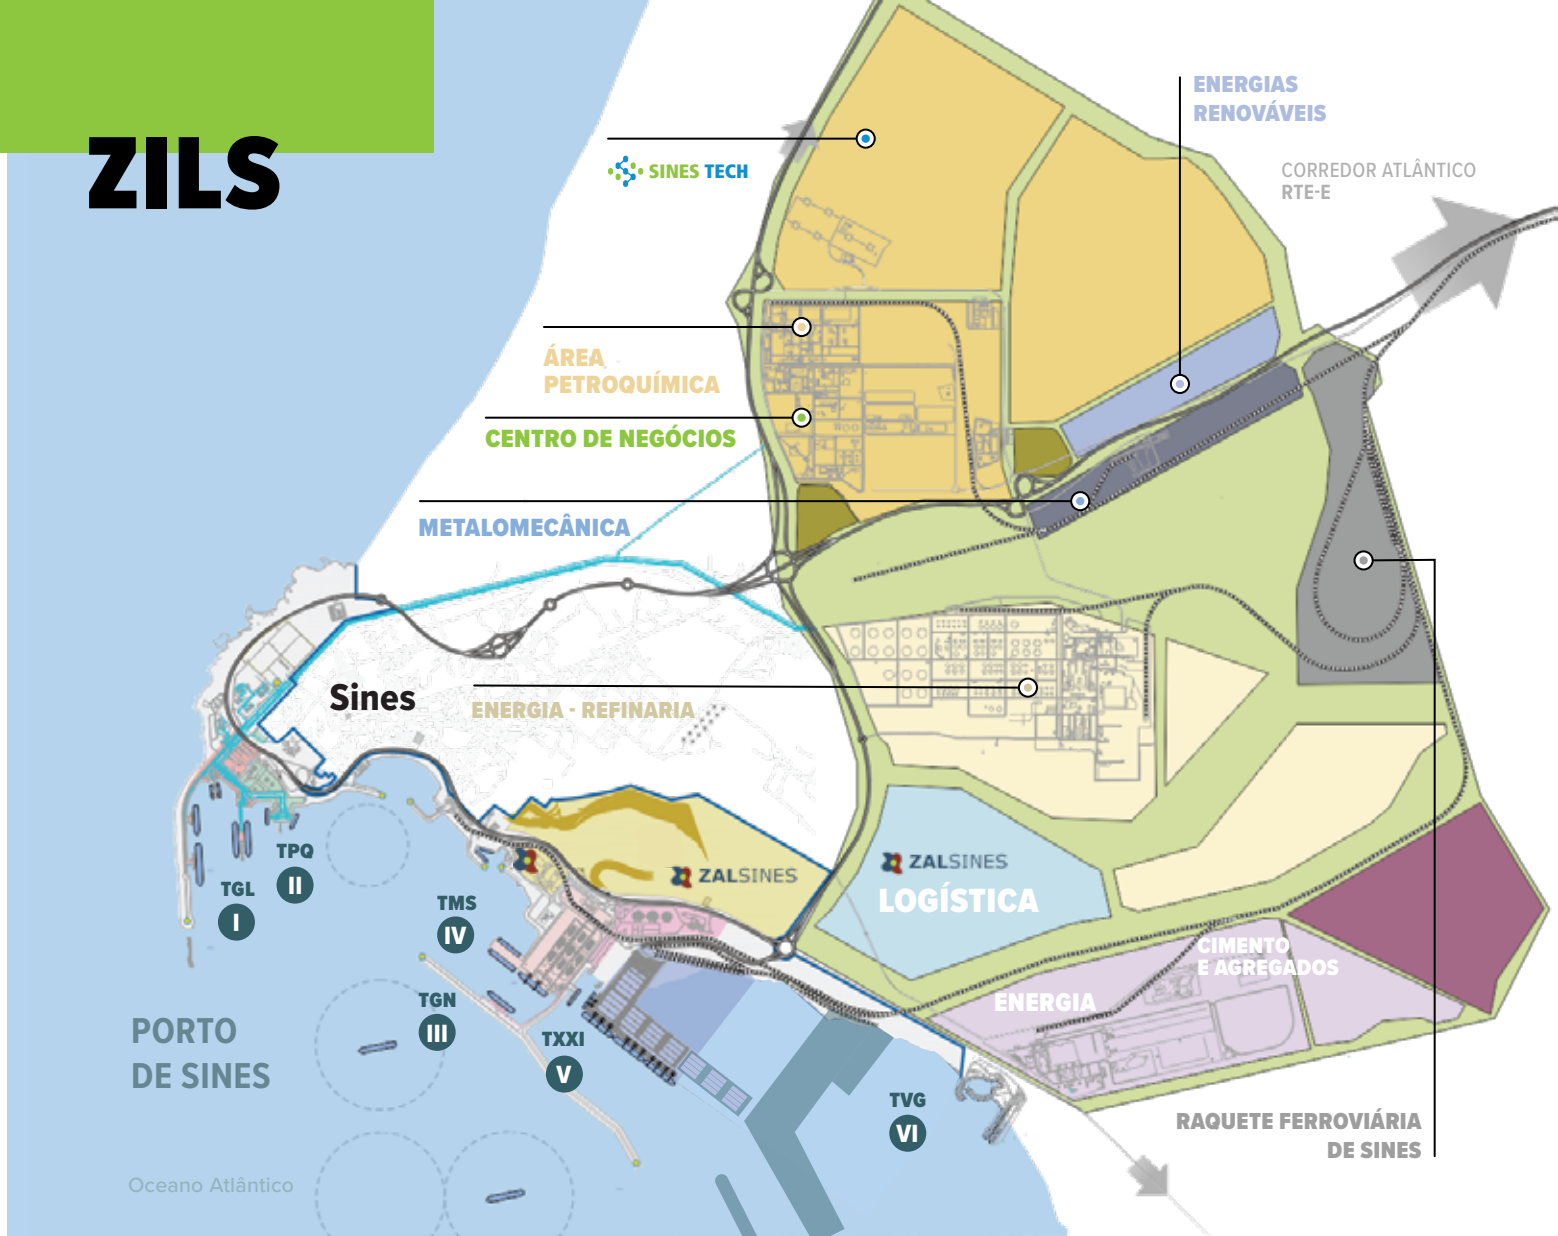 ZILS
ENERGIAS
RENOVÁVEIS
CORREDOR ATLÂNTICO
RTE-E
SINES TECH
ÁREA
PETROQUÍMICA
CENTRO DE NEGÓCIOS
METALOMECÂNICA
Sines
ENERGIA - REFINARIA
ZALSINES
ZALSINES
LOGÍSTICA
TPQ
II
TGL
I
TMS
IV
TGN
III
TXXI
V
TVG
VI
CIMENTO
E AGREGADOS
ENERGIA
PORTO
DE SINES
RAQUETE FERROVIÁRIA
DE SINES
Oceano Atlântico